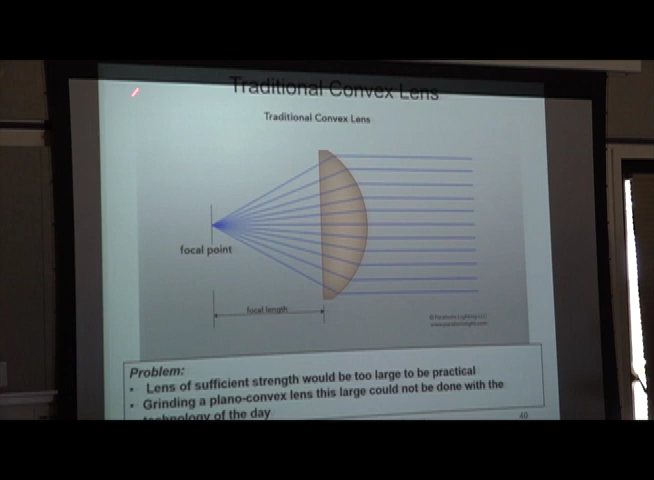 Traditional Convex Lens
Traditional Convex Lens
focal point
focal length
© Parabolix Lighting LLC
www.parabolixlight.com
Problem:
• Lens of sufficient strength would be too large to be practical
• Grinding a plano-convex lens this large could not be done with the
technology of the day
40